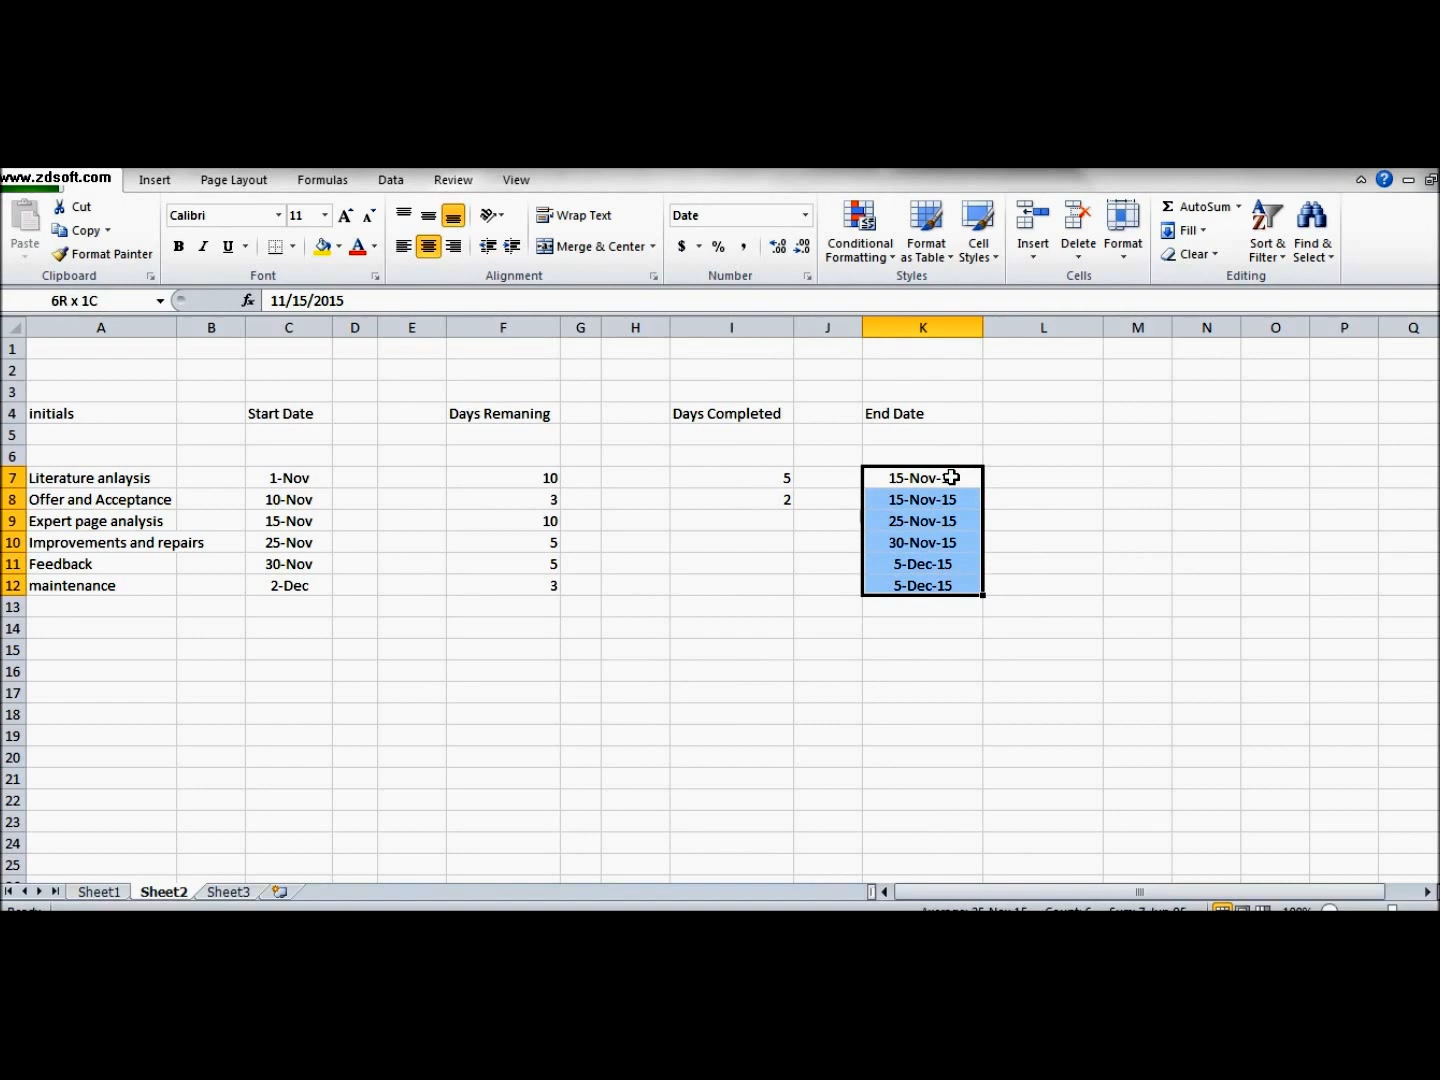 www.zdsoft.com
Insert Page Layout Formulas Data Review View
Cut
Copy
Format Painter
Paste
Clipboard
Calibri 11
B I U
Font
Wrap Text
Merge & Center
Alignment
Date
$ % ,
Number
Conditional Formatting
Format as Table
Cell Styles
Styles
Insert Delete Format
Cells
AutoSum
Fill
Clear
Sort & Filter
Find & Select
Editing
6R x 1C fx 11/15/2015
A B C D E F G H I J K L M N O P Q
1
2
3
4 initials Start Date Days Remaning Days Completed End Date
5
6
7 Literature anlaysis 1-Nov 10 5
8 Offer and Acceptance 10-Nov 3 2 15-Nov-15
9 Expert page analysis 15-Nov 10 25-Nov-15
10 Improvements and repairs 25-Nov 5 30-Nov-15
11 Feedback 30-Nov 5 5-Dec-15
12 maintenance 2-Dec 3 5-Dec-15
13
14
15
16
17
18
19
20
21
22
23
24
25
Sheet1 Sheet2 Sheet3